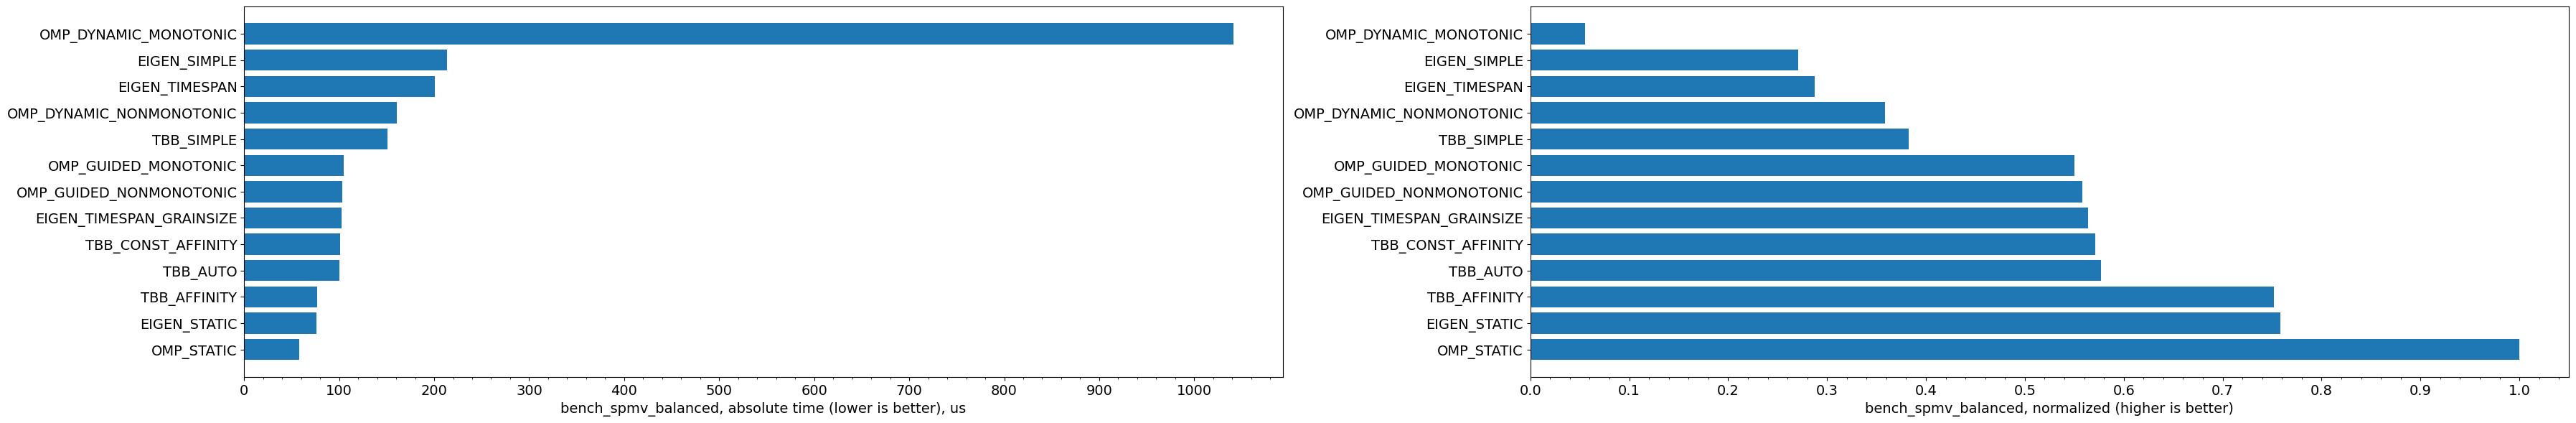 OMP_DYNAMIC_MONOTONIC
EIGEN_SIMPLE
EIGEN_TIMESPAN
OMP_DYNAMIC_NONMONOTONIC
TBB_SIMPLE
OMP_GUIDED_MONOTONIC
OMP_GUIDED_NONMONOTONIC
EIGEN_TIMESPAN_GRAINSIZE
TBB_CONST_AFFINITY
TBB_AUTO
TBB_AFFINITY
EIGEN_STATIC
OMP_STATIC
0 100 200 300 400 500 600 700 800 900 1000
bench_spmv_balanced, absolute time (lower is better), us
OMP_DYNAMIC_MONOTONIC
EIGEN_SIMPLE
EIGEN_TIMESPAN
OMP_DYNAMIC_NONMONOTONIC
TBB_SIMPLE
OMP_GUIDED_MONOTONIC
OMP_GUIDED_NONMONOTONIC
EIGEN_TIMESPAN_GRAINSIZE
TBB_CONST_AFFINITY
TBB_AUTO
TBB_AFFINITY
EIGEN_STATIC
OMP_STATIC
0.0 0.1 0.2 0.3 0.4 0.5 0.6 0.7 0.8 0.9 1.0
bench_spmv_balanced, normalized (higher is better)